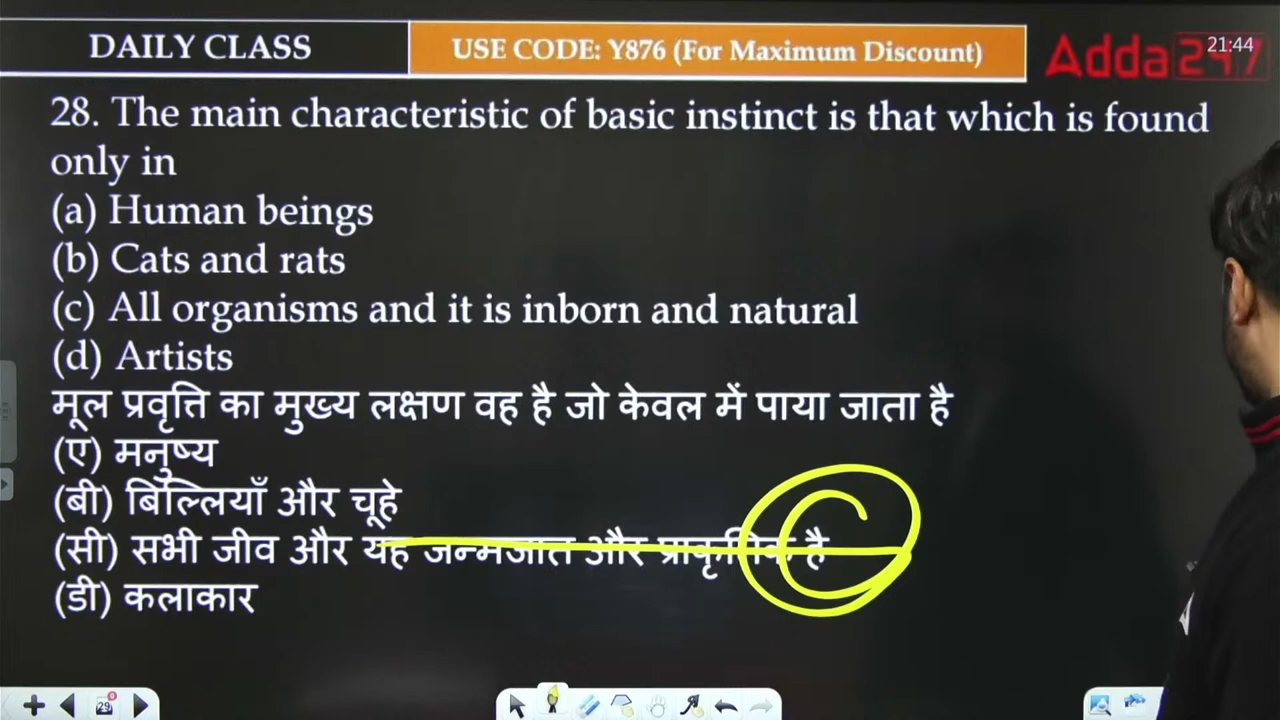 DAILY CLASS
USE CODE: Y876 (For Maximum Discount)
Adda247
21:44
28. The main characteristic of basic instinct is that which is found
only in
(a) Human beings
(b) Cats and rats
(c) All organisms and it is inborn and natural
(d) Artists
मूल प्रवृत्ति का मुख्य लक्षण वह है जो केवल में पाया जाता है
(ए) मनुष्य
(बी) बिल्लियाँ और चूहे
(सी) सभी जीव और यह जन्मजात और प्राकृतिक है
C
(डी) कलाकार
29